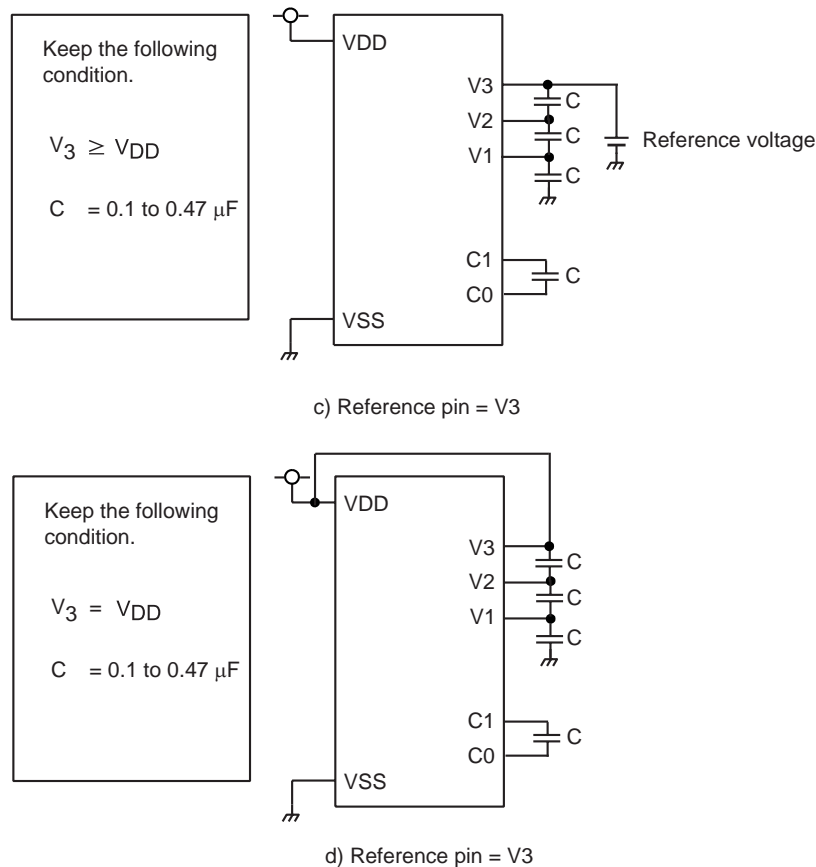 Keep the following
condition.
V3 ≥ VDD
C = 0.1 to 0.47 μF
VDD
V3
V2
V1
C1
C0
VSS
C
C
C
C
Reference voltage
c) Reference pin = V3
Keep the following
condition.
V3 = VDD
C = 0.1 to 0.47 μF
VDD
V3
V2
V1
C1
C0
VSS
C
C
C
C
d) Reference pin = V3